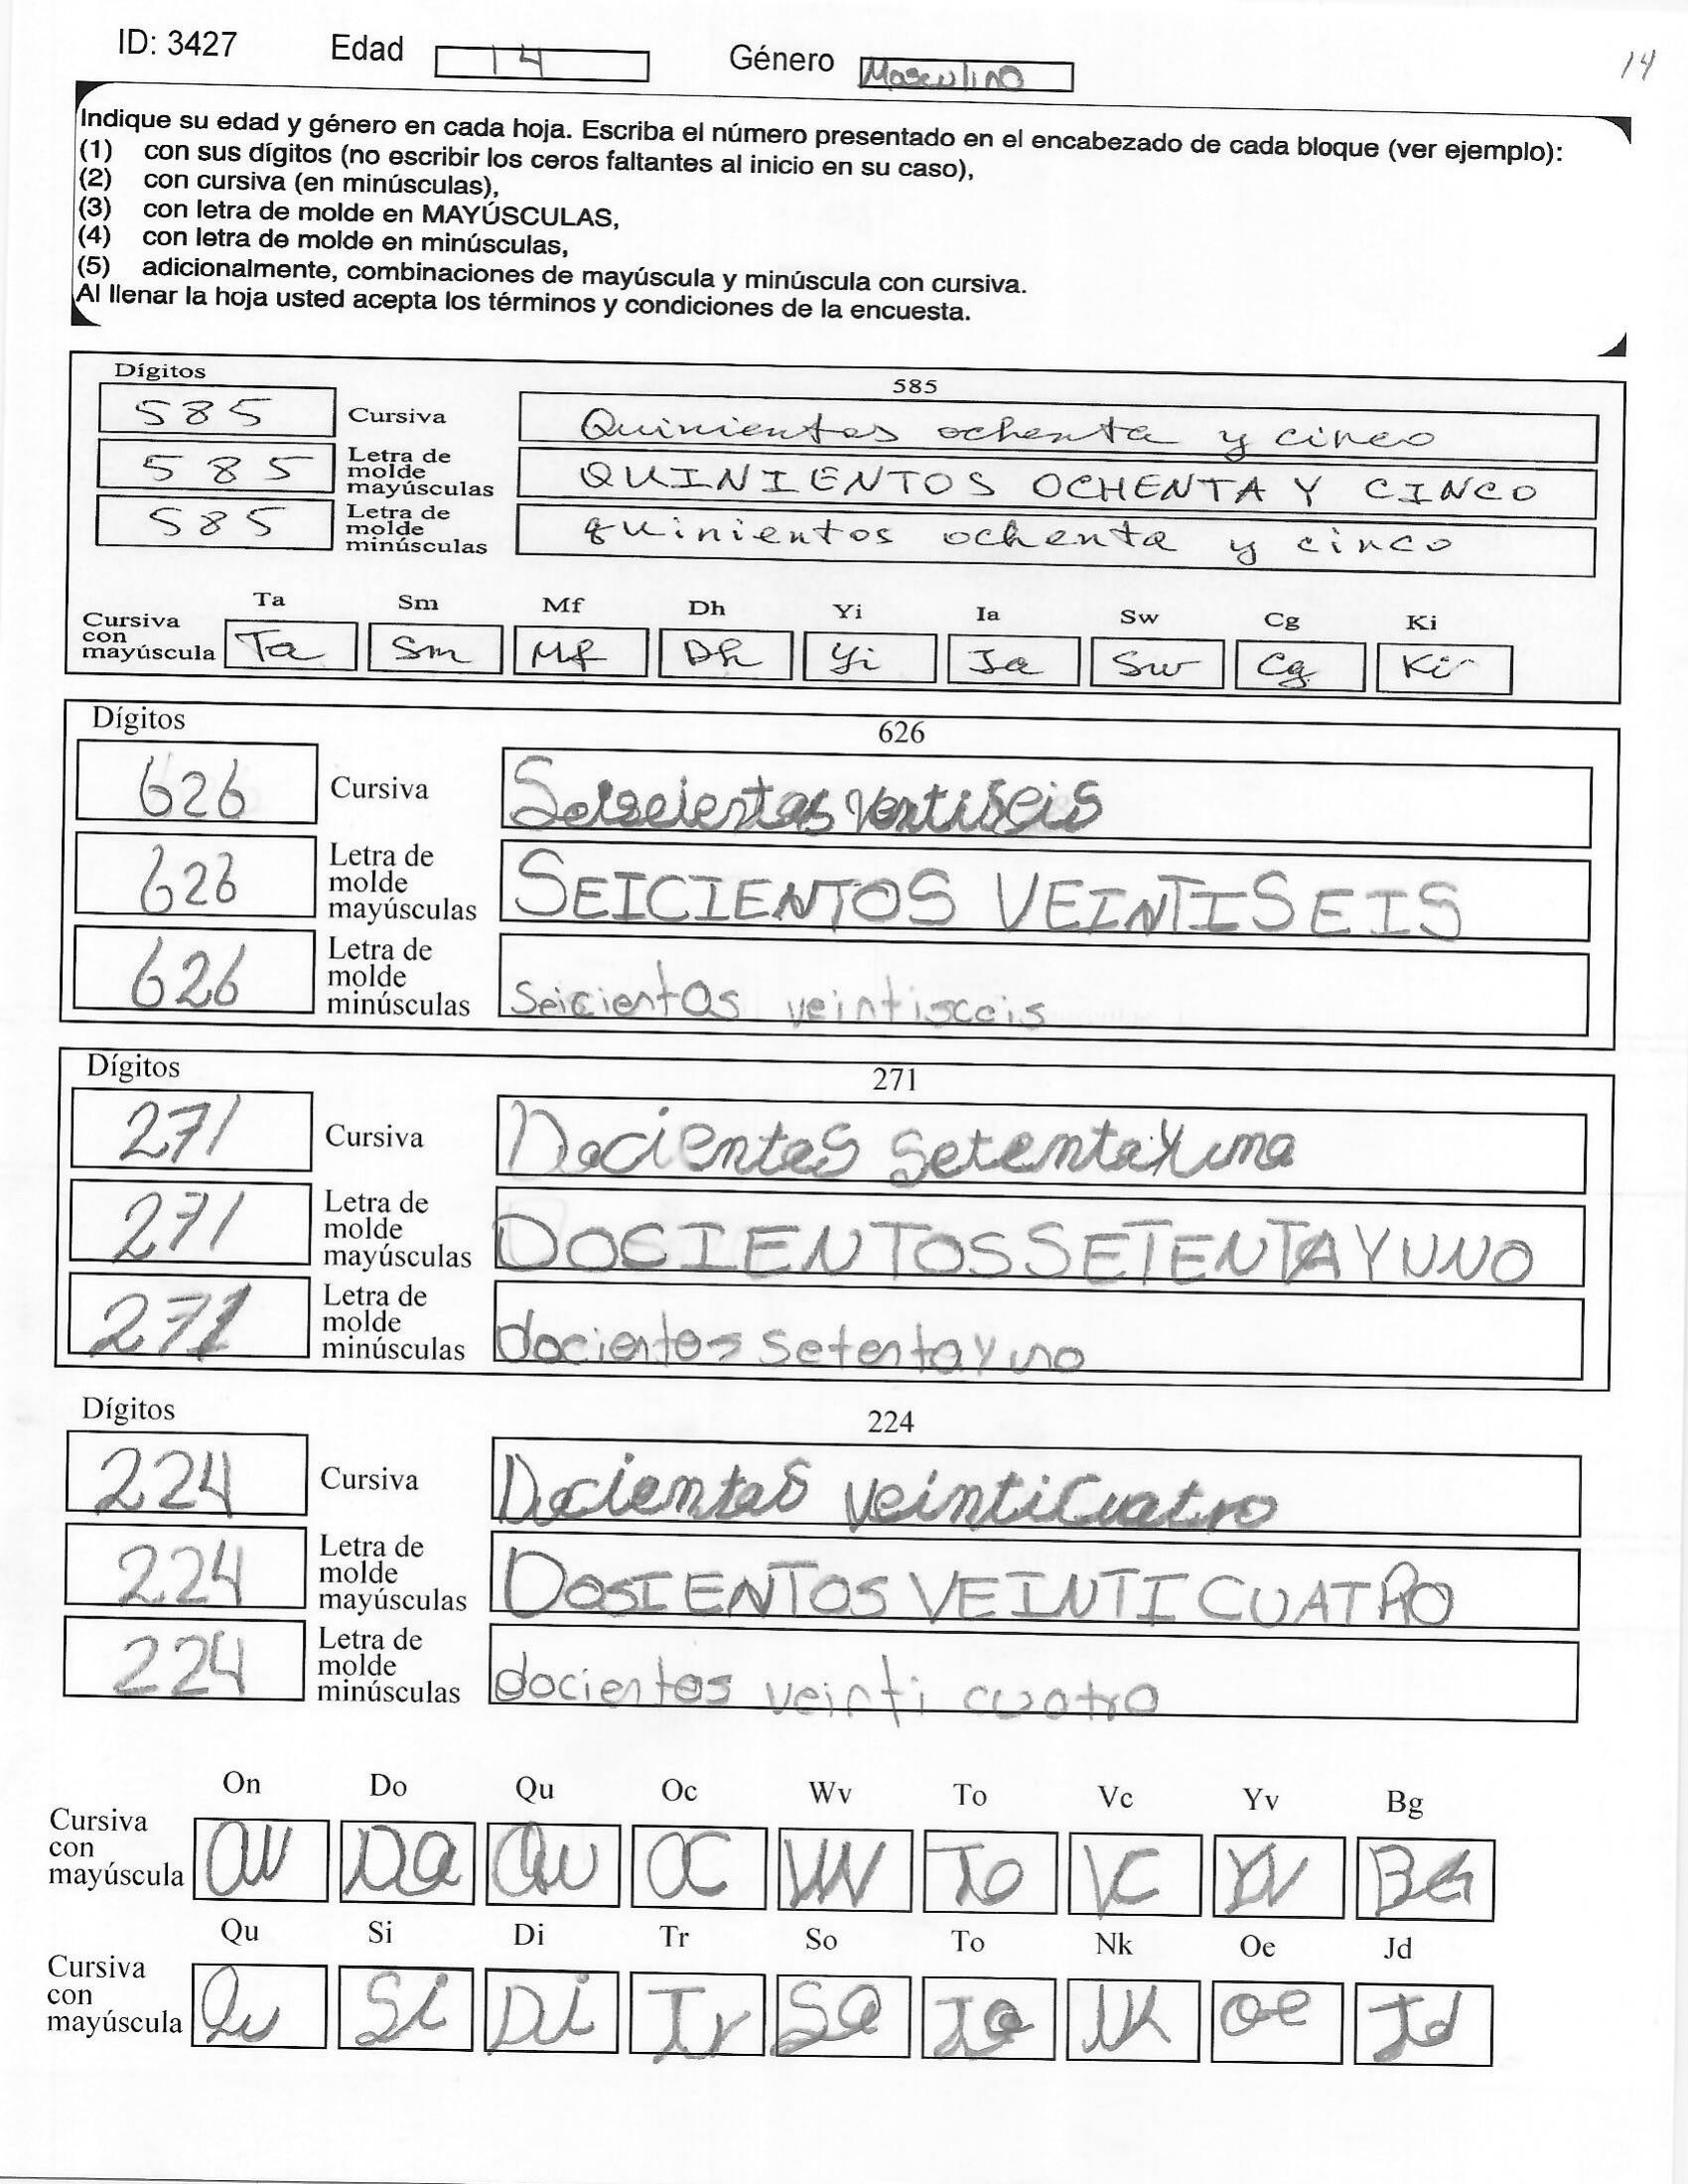 ID: 3427 Edad 14 Género Masculino 14
Indique su edad y género en cada hoja. Escriba el número presentado en el encabezado de cada bloque (ver ejemplo):
(1) con sus dígitos (no escribir los ceros faltantes al inicio en su caso),
(2) con cursiva (en minúsculas),
(3) con letra de molde en MAYÚSCULAS,
(4) con letra de molde en minúsculas,
(5) adicionalmente, combinaciones de mayúscula y minúscula con cursiva.
Al llenar la hoja usted acepta los términos y condiciones de la encuesta.
Dígitos 585
585 Cursiva Quinientos ochenta y cinco
585 Letra de molde mayúsculas QUINIENTOS OCHENTA Y CINCO
585 Letra de molde minúsculas quinientos ochenta y cinco
Ta Sm Mf Dh Yi Ia Sw Cg Ki
Cursiva con mayúscula Ta Sm Mf Dh Yi Ia Sw Cg Ki
Dígitos 626
626 Cursiva
626 Letra de molde mayúsculas SEICIENTOS VEINTISEIS
626 Letra de molde minúsculas seicientos veintisceis
Dígitos 271
271 Cursiva Docientos setenta y uno
271 Letra de molde mayúsculas DOCIENTOS SETENTA Y UNO
271 Letra de molde minúsculas docientos setenta y uno
Dígitos 224
224 Cursiva Docientos veinticuatro
224 Letra de molde mayúsculas DOSIENTOS VEINTICUATRO
224 Letra de molde minúsculas docientos veinti cuatro
On Do Qu Oc Wv To Vc Yv Bg
Cursiva con mayúscula On Do Qu Oc Wv To Vc Yv BG
Qu Si Di Tr So To Nk Oe Jd
Cursiva con mayúscula Qu Si Di Tr So To Nk Oe Jd